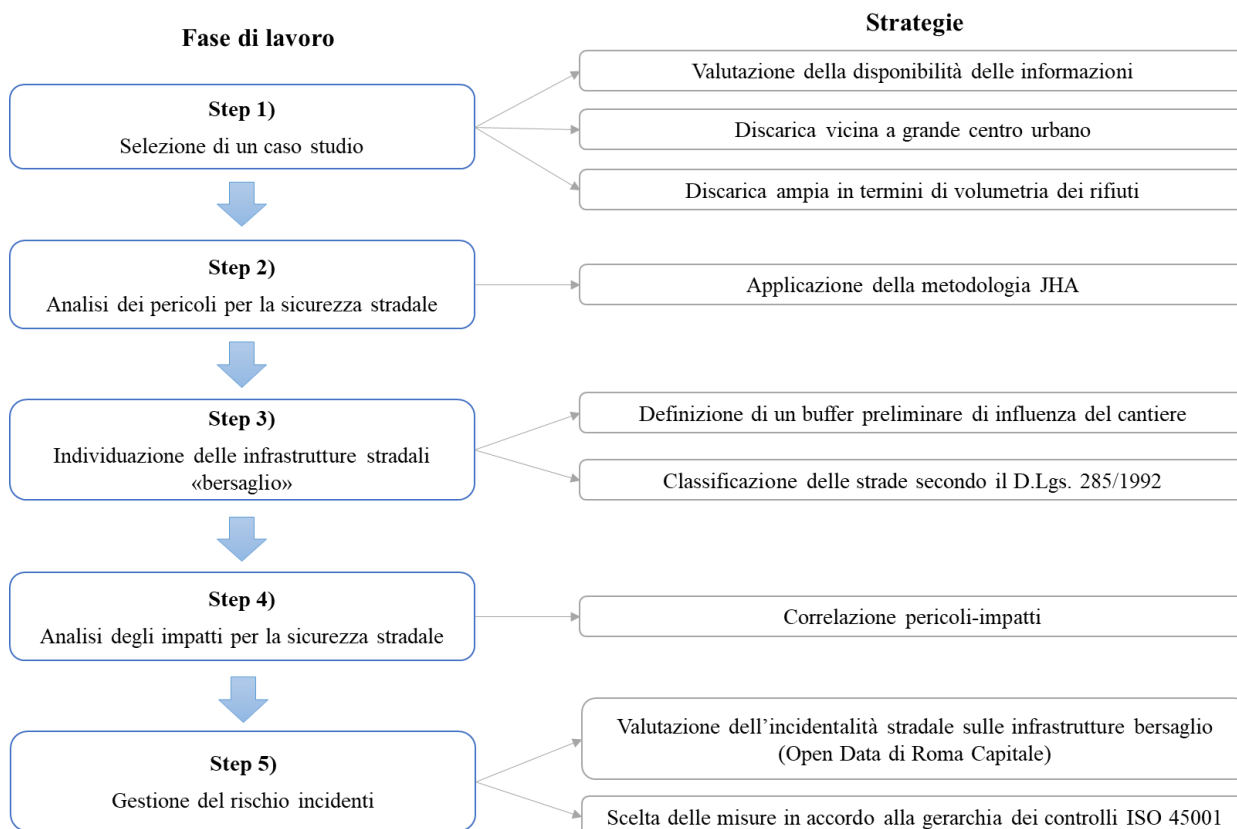 Fase di lavoro
Strategie
Step 1)
Selezione di un caso studio
Valutazione della disponibilità delle informazioni
Discarica vicina a grande centro urbano
Discarica ampia in termini di volumetria dei rifiuti
Step 2)
Analisi dei pericoli per la sicurezza stradale
Applicazione della metodologia JHA
Step 3)
Individuazione delle infrastrutture stradali
«bersaglio»
Definizione di un buffer preliminare di influenza del cantiere
Classificazione delle strade secondo il D.Lgs. 285/1992
Step 4)
Analisi degli impatti per la sicurezza stradale
Correlazione pericoli-impatti
Step 5)
Gestione del rischio incidenti
Valutazione dell’incidentalità stradale sulle infrastrutture bersaglio
(Open Data di Roma Capitale)
Scelta delle misure in accordo alla gerarchia dei controlli ISO 45001